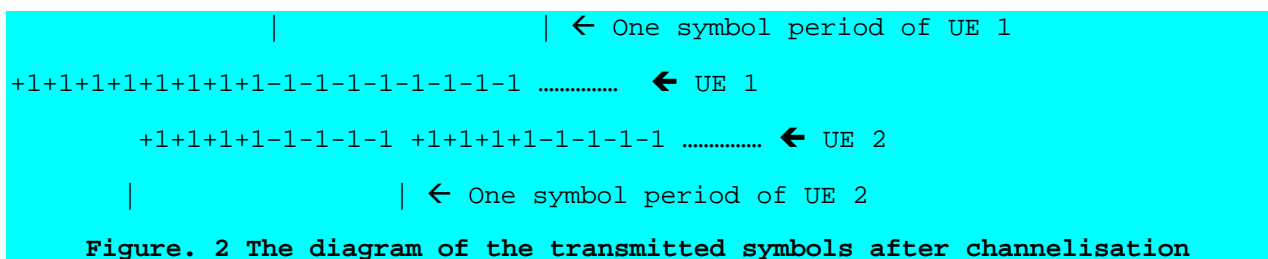 | | ← One symbol period of UE 1
+1+1+1+1+1+1+1+1-1-1-1-1-1-1-1-1 …………… ← UE 1
+1+1+1+1-1-1-1-1 +1+1+1+1-1-1-1-1 …………… ← UE 2
| | ← One symbol period of UE 2
Figure. 2 The diagram of the transmitted symbols after channelisation